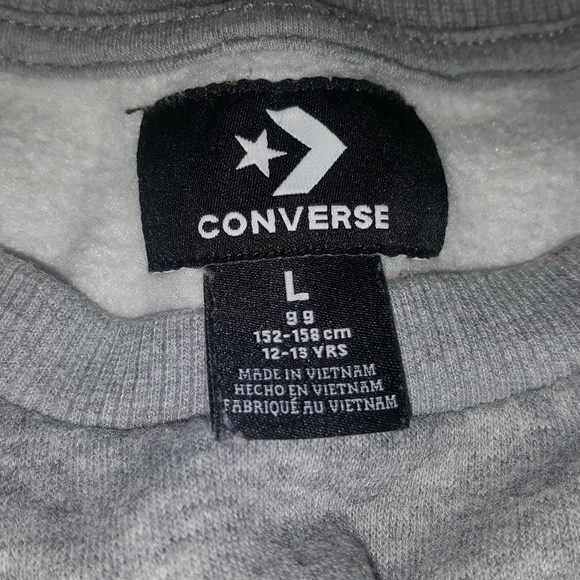 CONVERSE
L
g g
152-158 cm
12-13 YRS
MADE IN VIETNAM
HECHO EN VIETNAM
FABRIQUÉ AU VIETNAM